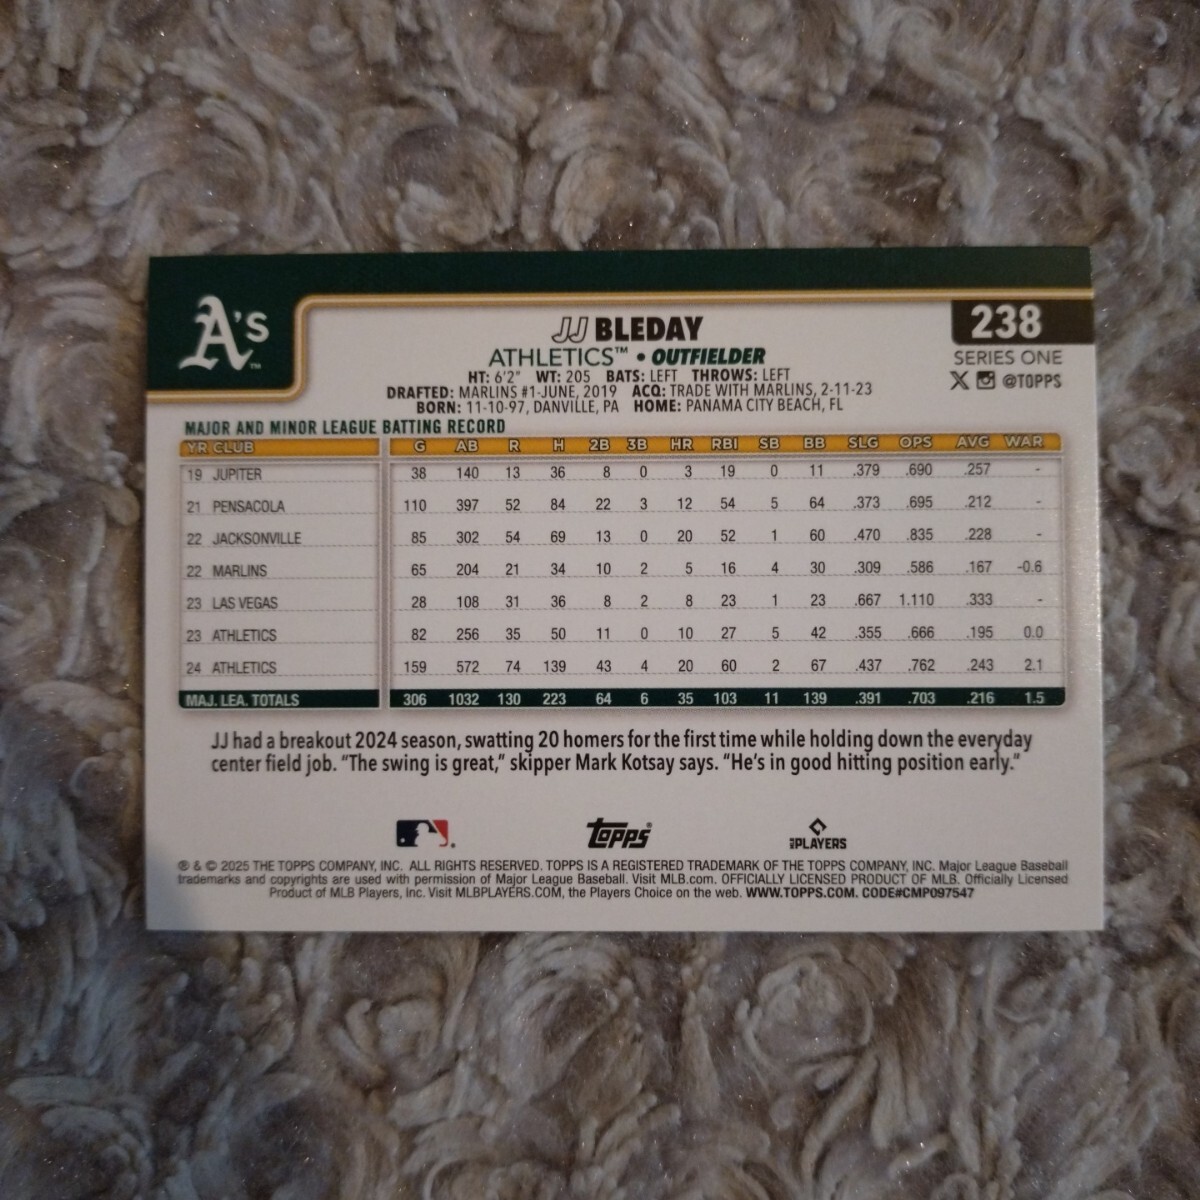 A's™
238
JJ BLEDAY
ATHLETICS™ • OUTFIELDER
SERIES ONE
@TOPPS
HT: 6'2" WT: 205 BATS: LEFT THROWS: LEFT
DRAFTED: MARLINS #1-JUNE, 2019 ACQ: TRADE WITH MARLINS, 2-11-23
BORN: 11-10-97, DANVILLE, PA HOME: PANAMA CITY BEACH, FL
MAJOR AND MINOR LEAGUE BATTING RECORD
YR CLUB G AB R H 2B 3B HR RBI SB BB SLG OPS AVG WAR
19 JUPITER 38 140 13 36 8 0 3 19 0 11 .379 .690 .257 -
21 PENSACOLA 110 397 52 84 22 3 12 54 5 64 .373 .695 .212 -
22 JACKSONVILLE 85 302 54 69 13 0 20 52 1 60 .470 .835 .228 -
22 MARLINS 65 204 21 34 10 2 5 16 4 30 .309 .586 .167 -0.6
23 LAS VEGAS 28 108 31 36 8 2 8 23 1 23 .667 1.110 .333 -
23 ATHLETICS 82 256 35 50 11 0 10 27 5 42 .355 .666 .195 0.0
24 ATHLETICS 159 572 74 139 43 4 20 60 2 67 .437 .762 .243 2.1
MAJ. LEA. TOTALS 306 1032 130 223 64 6 35 103 11 139 .391 .703 .216 1.5
JJ had a breakout 2024 season, swatting 20 homers for the first time while holding down the everyday
center field job. "The swing is great," skipper Mark Kotsay says. "He's in good hitting position early."
topps®
MLB PLAYERS
® & © 2025 THE TOPPS COMPANY, INC. ALL RIGHTS RESERVED. TOPPS IS A REGISTERED TRADEMARK OF THE TOPPS COMPANY, INC. Major League Baseball
trademarks and copyrights are used with permission of Major League Baseball. Visit MLB.com. OFFICIALLY LICENSED PRODUCT OF MLB. Officially Licensed
Product of MLB Players, Inc. Visit MLBPLAYERS.COM, the Players Choice on the web. WWW.TOPPS.COM. CODE#CMP097547